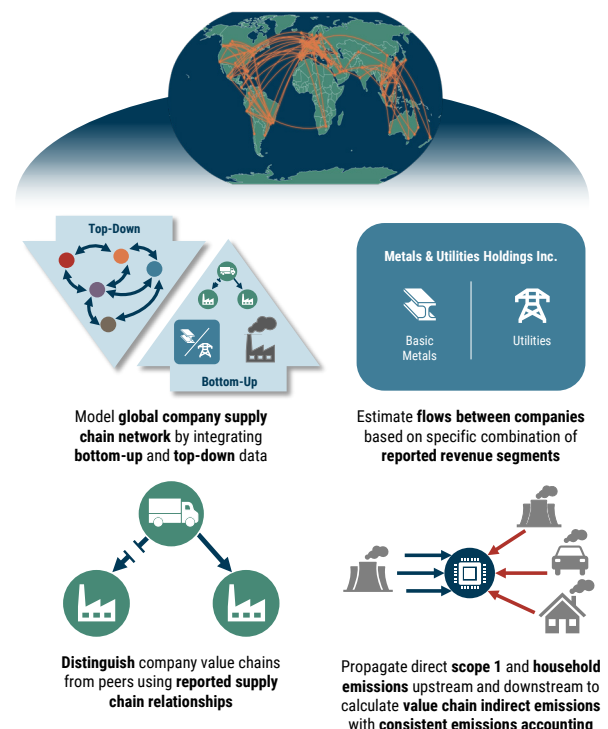 Top-Down
Bottom-Up
Model global company supply
chain network by integrating
bottom-up and top-down data
Metals & Utilities Holdings Inc.
Basic
Metals
Utilities
Estimate flows between companies
based on specific combination of
reported revenue segments
Distinguish company value chains
from peers using reported supply
chain relationships
Propagate direct scope 1 and household
emissions upstream and downstream to
calculate value chain indirect emissions
with consistent emissions accounting